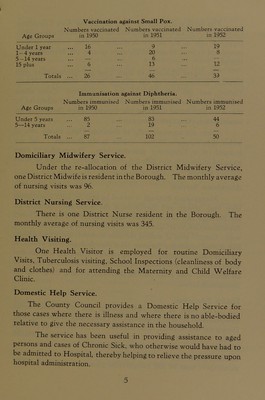 Vaccination against Small Pox.
Numbers vaccinated Numbers vaccinated Numbers vaccinated
Age Groups in 1950 in 1951 in 1952
Under 1 year ... 16 ... 9 ... 19
1—4 years ... 4 ... 20 ...
5—14 years ... — ... 6 ...
15 plus ... 6 ... 13 ... 12
Totals ... 26 46 33
Immunisation against Diphtheria.
Numbers immunised Numbers immunised Numbers immunised
Age Groups in 1950 in 1951 in 1952
Under 5 years ... 85 ... 83 ... 44
5—14 years ... 2 ... 19 ... 6
Totals ... 87 102 50
Domiciliary Midwifery Service.
Under the re-allocation of the District Midwifery Service,
one District Midwife is resident in the Borough. The monthly average
of nursing visits was 96.
District Nursing Service.
There is one District Nurse resident in the Borough. The
monthly average of nursing visits was 345.
Health Visiting.
One Health Visitor is employed for routine Domiciliary
Visits, Tuberculosis visiting, School Inspections (cleanliness of body
and clothes) and for attending the Maternity and Child Welfare
Clinic.
Domestic Help Service.
The County Council provides a Domestic Help Service for
those cases where there is illness and where there is no able-bodied
relative to give the necessary assistance in the household.
The service has been useful in providing assistance to aged
persons and cases of Chronic Sick, who otherwise would have had to
be admitted to Hospital, thereby helping to relieve the pressure upon
hospital administration.
5